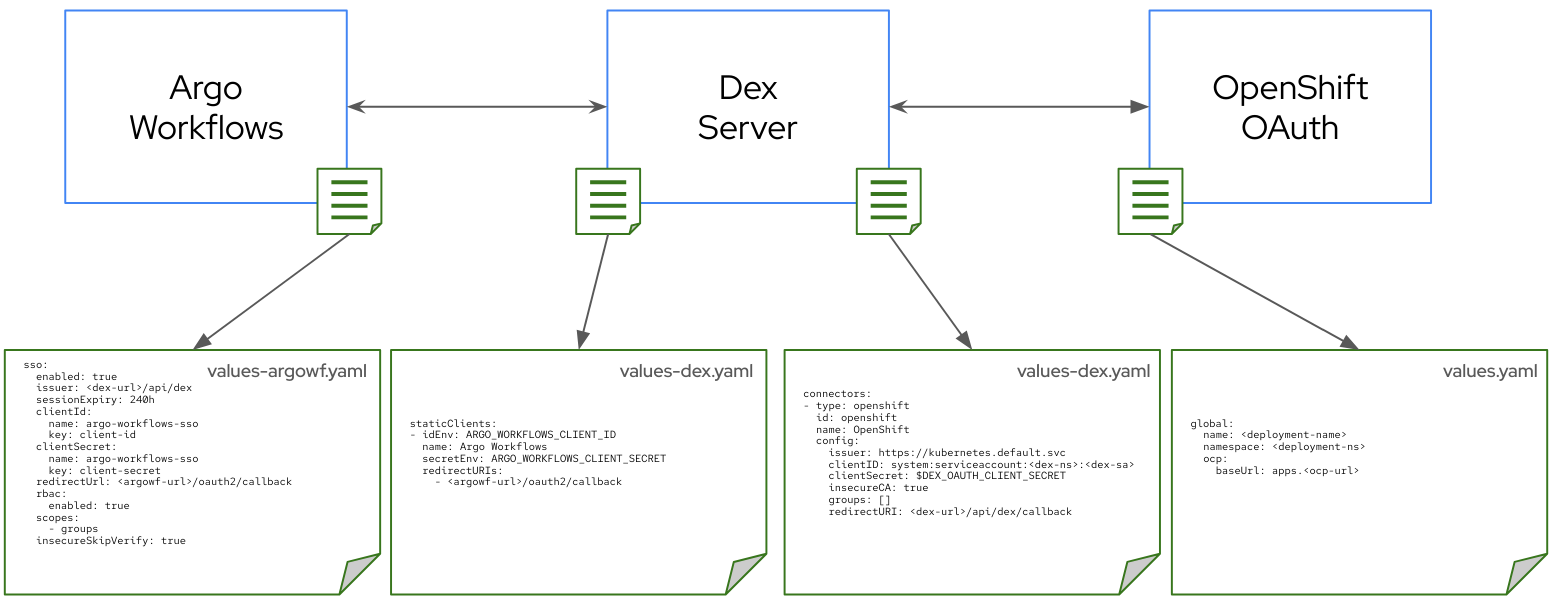 Argo
Workflows
Dex
Server
OpenShift
OAuth
values-argowf.yaml
sso:
  enabled: true
  issuer: <dex-url>/api/dex
  sessionExpiry: 240h
  clientId:
    name: argo-workflows-sso
    key: client-id
  clientSecret:
    name: argo-workflows-sso
    key: client-secret
  redirectUrl: <argowf-url>/oauth2/callback
  rbac:
    enabled: true
  scopes:
    - groups
  insecureSkipVerify: true
values-dex.yaml
staticClients:
- idEnv: ARGO_WORKFLOWS_CLIENT_ID
  name: Argo Workflows
  secretEnv: ARGO_WORKFLOWS_CLIENT_SECRET
  redirectURIs:
    - <argowf-url>/oauth2/callback
values-dex.yaml
connectors:
- type: openshift
  id: openshift
  name: OpenShift
  config:
    issuer: https://kubernetes.default.svc
    clientID: system:serviceaccount:<dex-ns>:<dex-sa>
    clientSecret: $DEX_OAUTH_CLIENT_SECRET
    insecureCA: true
    groups: []
    redirectURI: <dex-url>/api/dex/callback
values.yaml
global:
  name: <deployment-name>
  namespace: <deployment-ns>
  ocp:
    baseUrl: apps.<ocp-url>